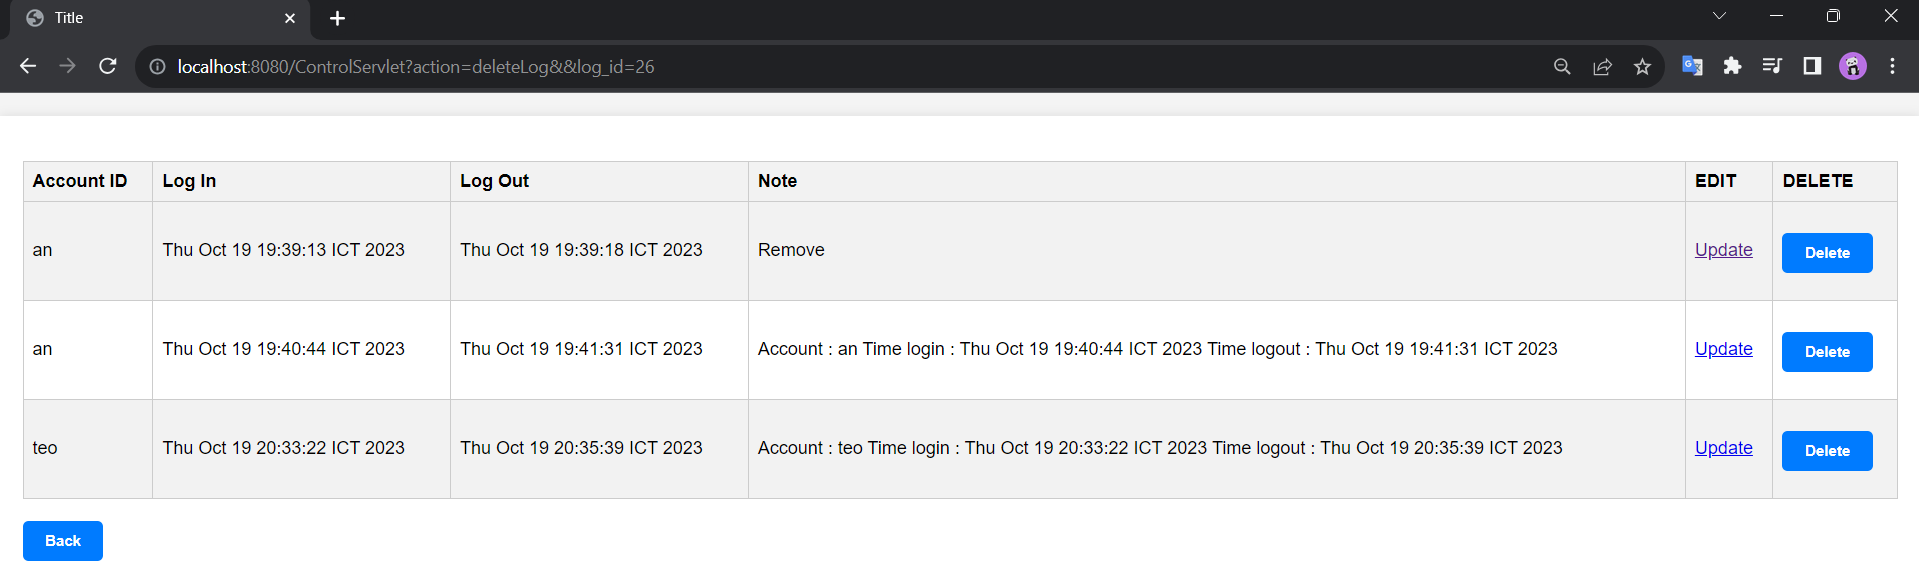 Title
localhost:8080/ControlServlet?action=deleteLog&&log_id=26
Account ID Log In Log Out Note EDIT DELETE
an Thu Oct 19 19:39:13 ICT 2023 Thu Oct 19 19:39:18 ICT 2023 Remove Update Delete
an Thu Oct 19 19:40:44 ICT 2023 Thu Oct 19 19:41:31 ICT 2023 Account : an Time login : Thu Oct 19 19:40:44 ICT 2023 Time logout : Thu Oct 19 19:41:31 ICT 2023 Update Delete
teo Thu Oct 19 20:33:22 ICT 2023 Thu Oct 19 20:35:39 ICT 2023 Account : teo Time login : Thu Oct 19 20:33:22 ICT 2023 Time logout : Thu Oct 19 20:35:39 ICT 2023 Update Delete
Back